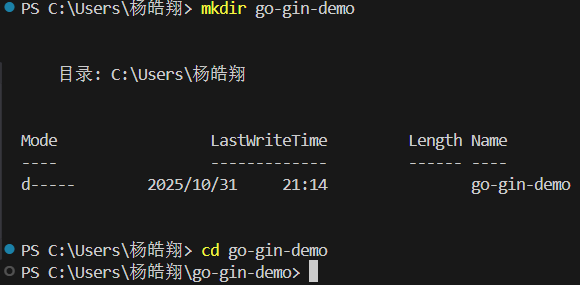 PS C:\Users\杨皓翔> mkdir go-gin-demo
目录: C:\Users\杨皓翔
Mode                 LastWriteTime         Length Name
----                 -------------         ------ ----
d-----        2025/10/31     21:14                go-gin-demo
PS C:\Users\杨皓翔> cd go-gin-demo
PS C:\Users\杨皓翔\go-gin-demo>